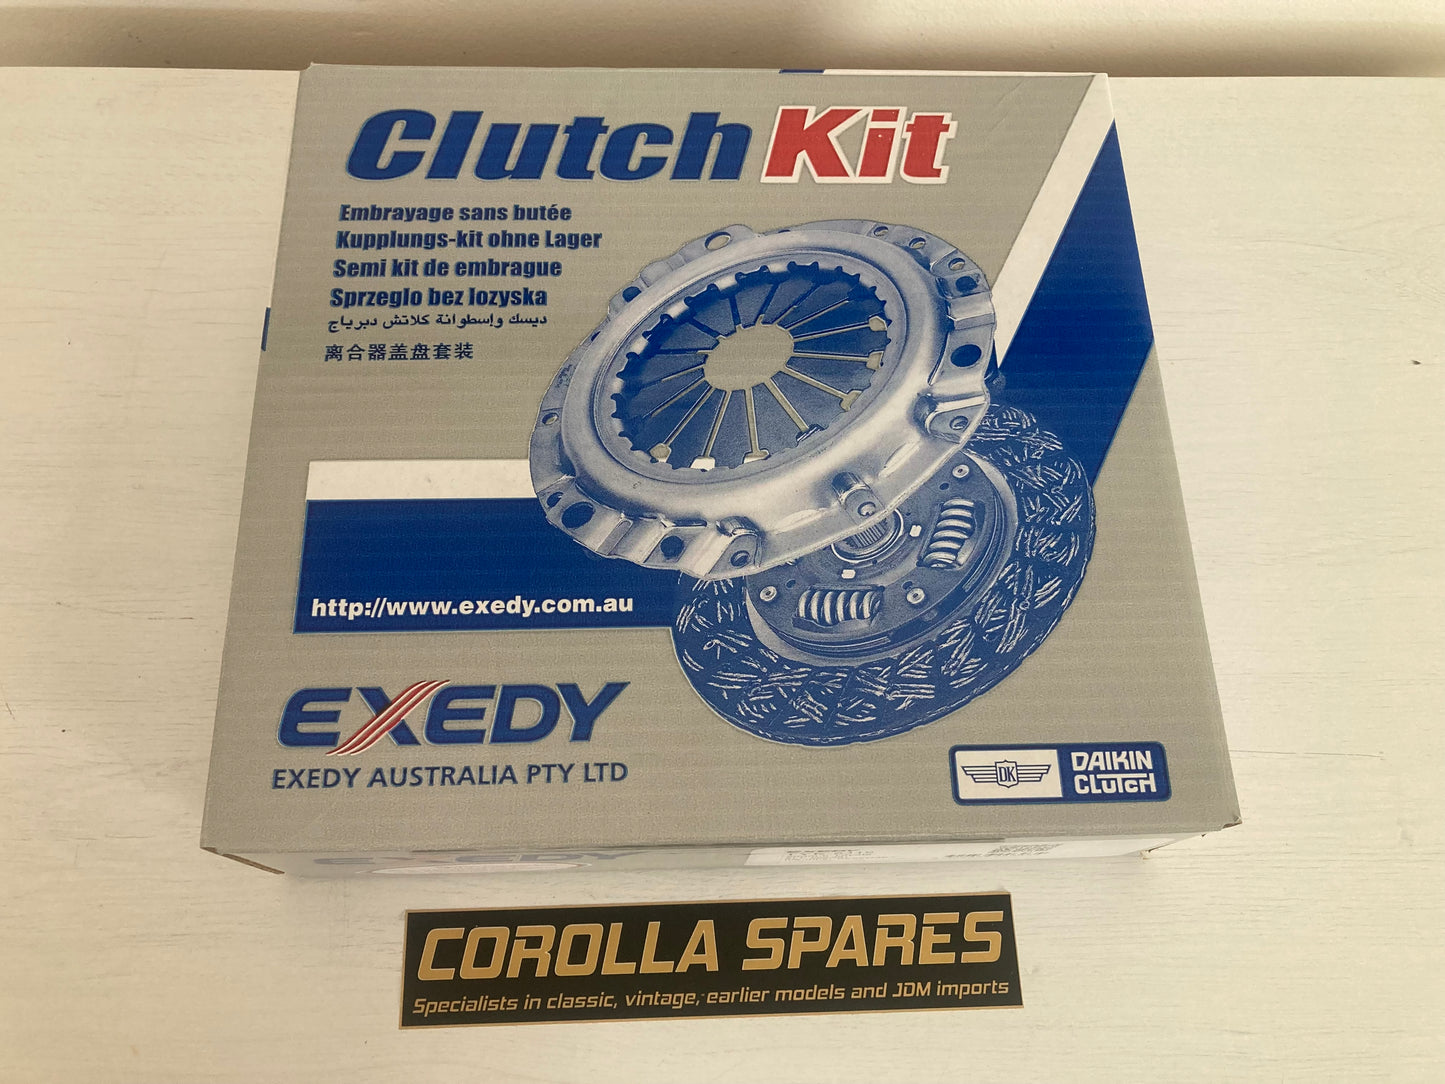 Clutch Kit
Embrayage sans butée
Kupplungs-kit ohne Lager
Semi kit de embrague
Sprzeglo bez lozyska
ديسك وإسطوانة كلاتش دبرياج
离合器盖盘套装
http://www.exedy.com.au
EXEDY
EXEDY AUSTRALIA PTY LTD
DK
DAIKIN
CLUTCH
EXEDY
COROLLA SPARES
Specialists in classic, vintage, earlier models and JDM imports